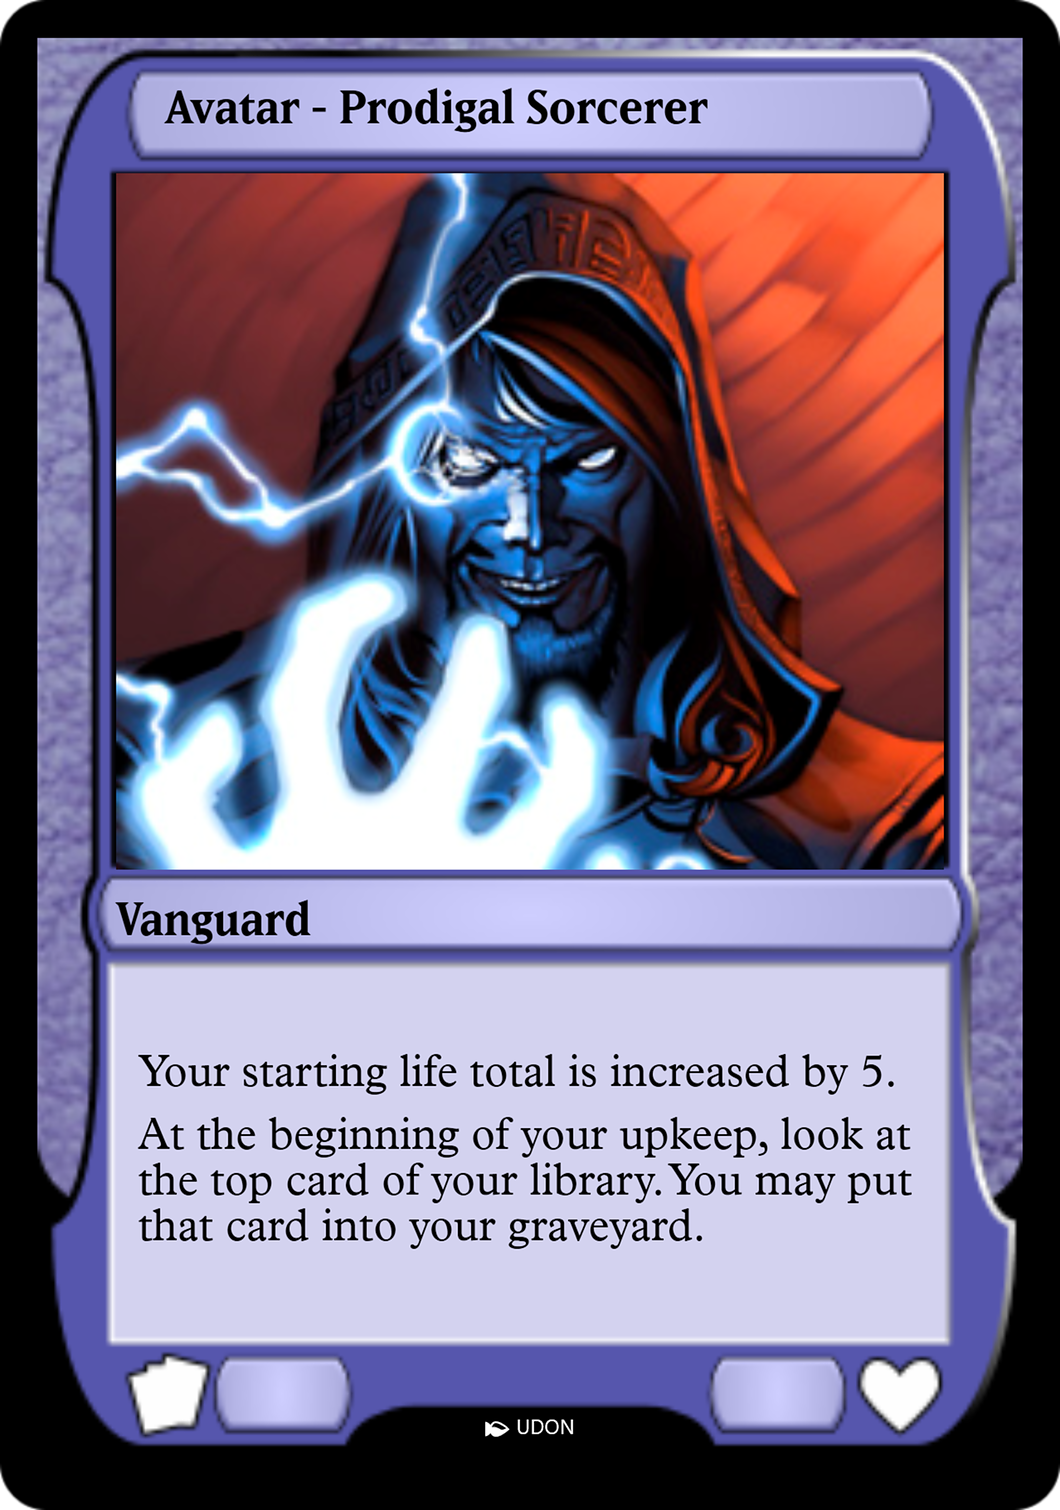 Avatar - Prodigal Sorcerer
Vanguard
Your starting life total is increased by 5.
At the beginning of your upkeep, look at
the top card of your library. You may put
that card into your graveyard.
UDON